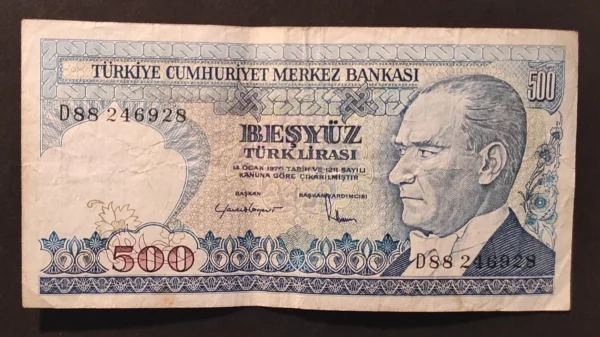 TÜRKİYE CUMHURİYET MERKEZ BANKASI
500
D88 246928
BEŞYÜZ
TÜRK LİRASI
14 OCAK 1970 TARİH VE 1211 SAYILI
KANUNA GÖRE ÇIKARILMIŞTIR
BAŞKAN BAŞKAN YARDIMCISI
500
D88 246928